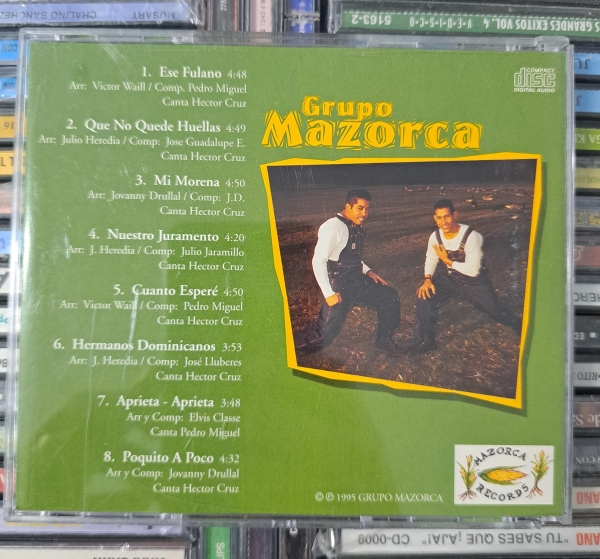 MUSART
CHALINO SANCHEZ
S GRANDES EXITOS VOL. 4
V·E·D·I·S·C·O
5163-2
1. Ese Fulano 4:48
Arr: Victor Waill / Comp. Pedro Miguel
Canta Hector Cruz
2. Que No Quede Huellas 4:49
Arr: Julio Heredia / Comp: Jose Guadalupe E.
Canta Hector Cruz
3. Mi Morena 4:50
Arr: Jovanny Drullal / Comp: J.D.
Canta Hector Cruz
4. Nuestro Juramento 4:20
Arr: J. Heredia / Comp: Julio Jaramillo
Canta Hector Cruz
5. Cuanto Esperé 4:50
Arr: Victor Waill / Comp: Pedro Miguel
Canta Hector Cruz
6. Hermanos Dominicanos 3:53
Arr: J. Heredia / Comp: José Lluberes
Canta Hector Cruz
7. Aprieta - Aprieta 3:48
Arr y Comp: Elvis Classe
Canta Pedro Miguel
8. Poquito A Poco 4:32
Arr y Comp: Jovanny Drullal
Canta Hector Cruz
COMPACT
disc
DIGITAL AUDIO
Grupo
Mazorca
© ℗ 1995 GRUPO MAZORCA
MAZORCA
RECORDS
"TU SABES QUE ¡AJA!" CD-0009